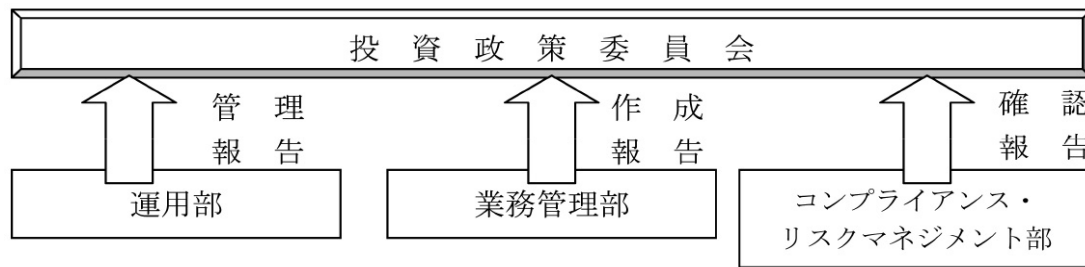 投資政策委員会
管理
報告
作成
報告
確認
報告
運用部
業務管理部
コンプライアンス・
リスクマネジメント部